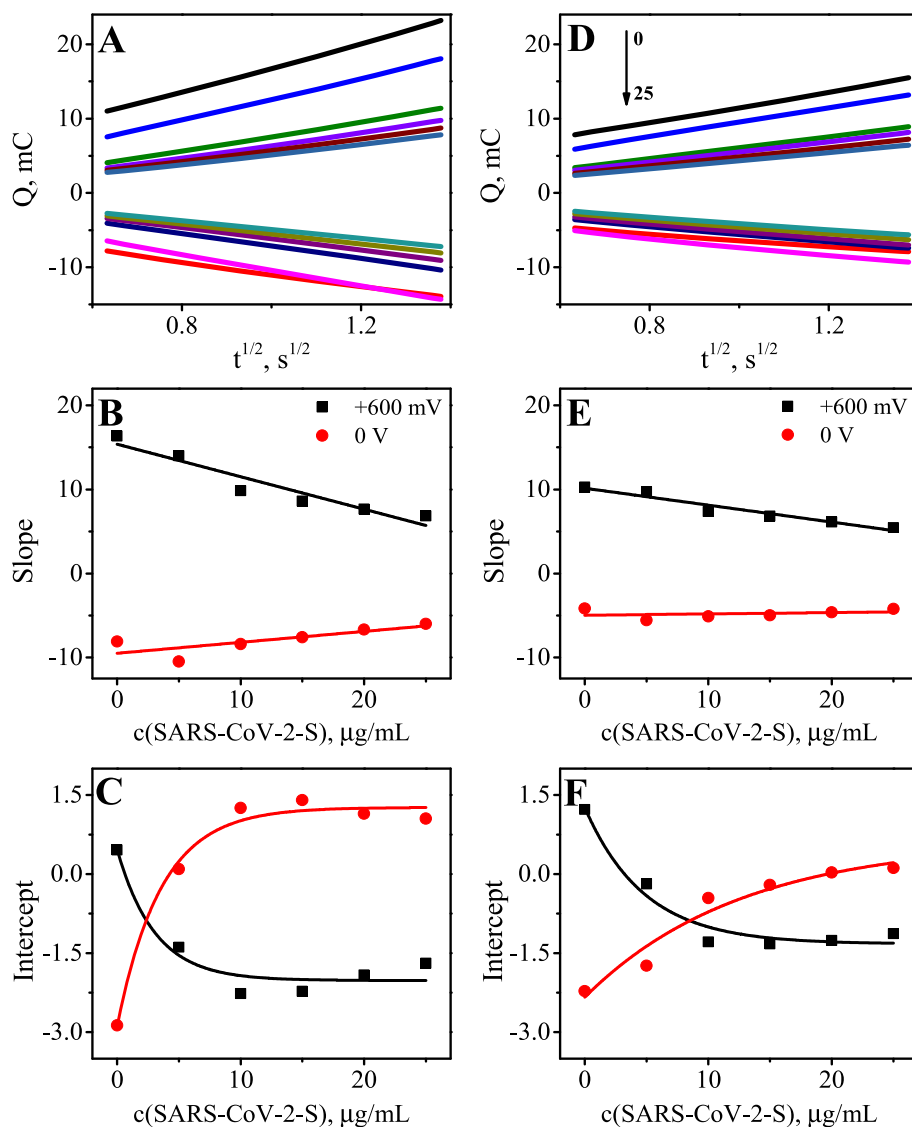 A
Q, mC
20
10
0
-10
0.8
1.2
t^1/2, s^1/2
D
0
25
Q, mC
20
10
0
-10
0.8
1.2
t^1/2, s^1/2
B
+600 mV
0 V
Slope
20
10
0
-10
0
10
20
c(SARS-CoV-2-S), μg/mL
E
+600 mV
0 V
Slope
20
10
0
-10
0
10
20
c(SARS-CoV-2-S), μg/mL
C
Intercept
1.5
0.0
-1.5
-3.0
0
10
20
c(SARS-CoV-2-S), μg/mL
F
Intercept
1.5
0.0
-1.5
-3.0
0
10
20
c(SARS-CoV-2-S), μg/mL